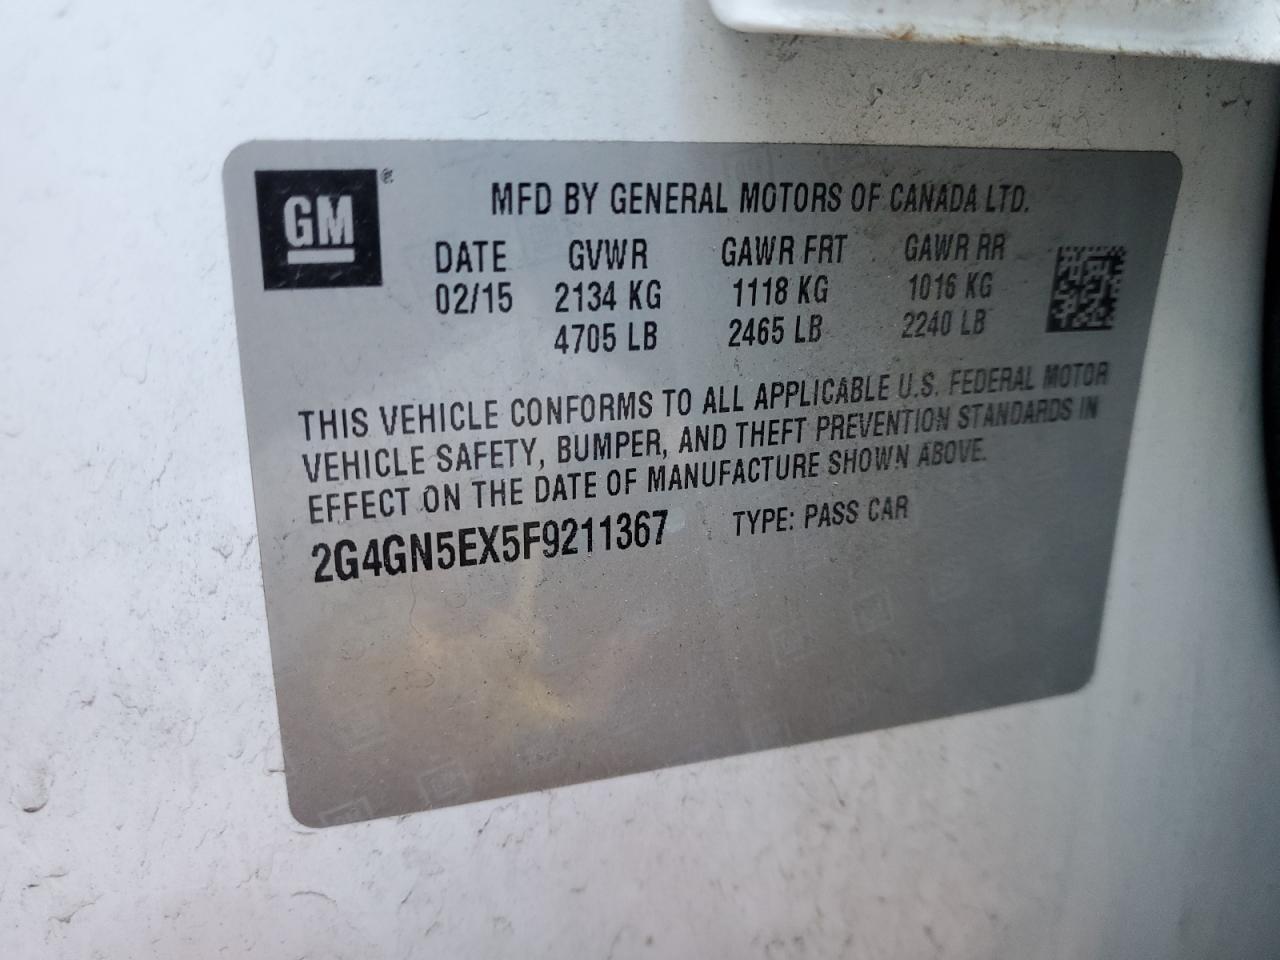 GM®
MFD BY GENERAL MOTORS OF CANADA LTD.
DATE GVWR GAWR FRT GAWR RR
02/15 2134 KG 1118 KG 1016 KG
4705 LB 2465 LB 2240 LB
THIS VEHICLE CONFORMS TO ALL APPLICABLE U.S. FEDERAL MOTOR
VEHICLE SAFETY, BUMPER, AND THEFT PREVENTION STANDARDS IN
EFFECT ON THE DATE OF MANUFACTURE SHOWN ABOVE.
2G4GN5EX5F9211367 TYPE: PASS CAR